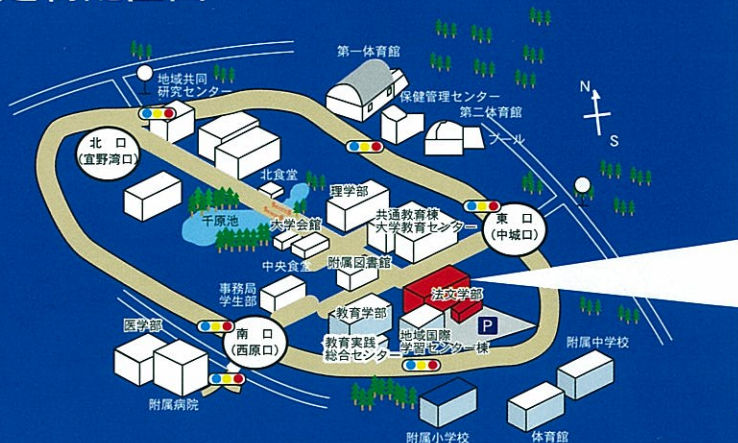 第一体育館
地域共同
研究センター
保健管理センター
第二体育館
プール
N
S
北 口
(宜野湾口)
北食堂
理学部
千原池
大学会館
共通教育棟
大学教育センター
東 口
(中城口)
中央食堂
附属図書館
事務局
学生部
法文学部
医学部
南 口
(西原口)
教育学部
P
地域国際
学習センター棟
教育実践
総合センター
附属中学校
附属病院
附属小学校
体育館